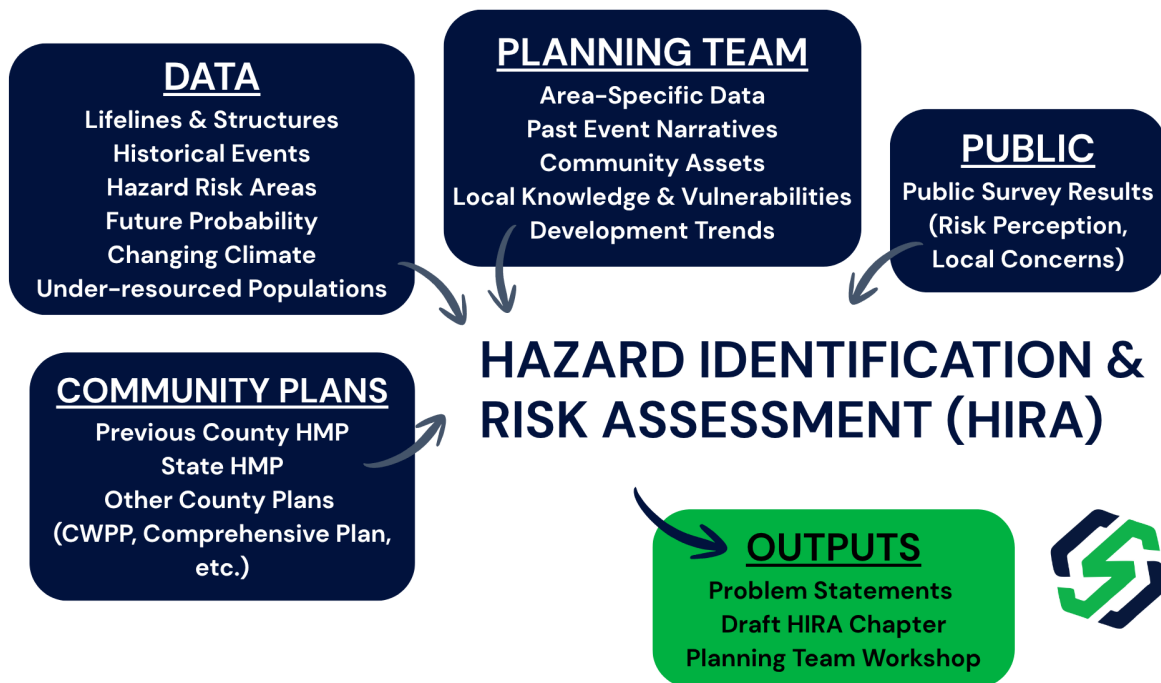 DATA
Lifelines & Structures
Historical Events
Hazard Risk Areas
Future Probability
Changing Climate
Under-resourced Populations
PLANNING TEAM
Area-Specific Data
Past Event Narratives
Community Assets
Local Knowledge & Vulnerabilities
Development Trends
PUBLIC
Public Survey Results
(Risk Perception,
Local Concerns)
COMMUNITY PLANS
Previous County HMP
State HMP
Other County Plans
(CWPP, Comprehensive Plan,
etc.)
HAZARD IDENTIFICATION &
RISK ASSESSMENT (HIRA)
OUTPUTS
Problem Statements
Draft HIRA Chapter
Planning Team Workshop